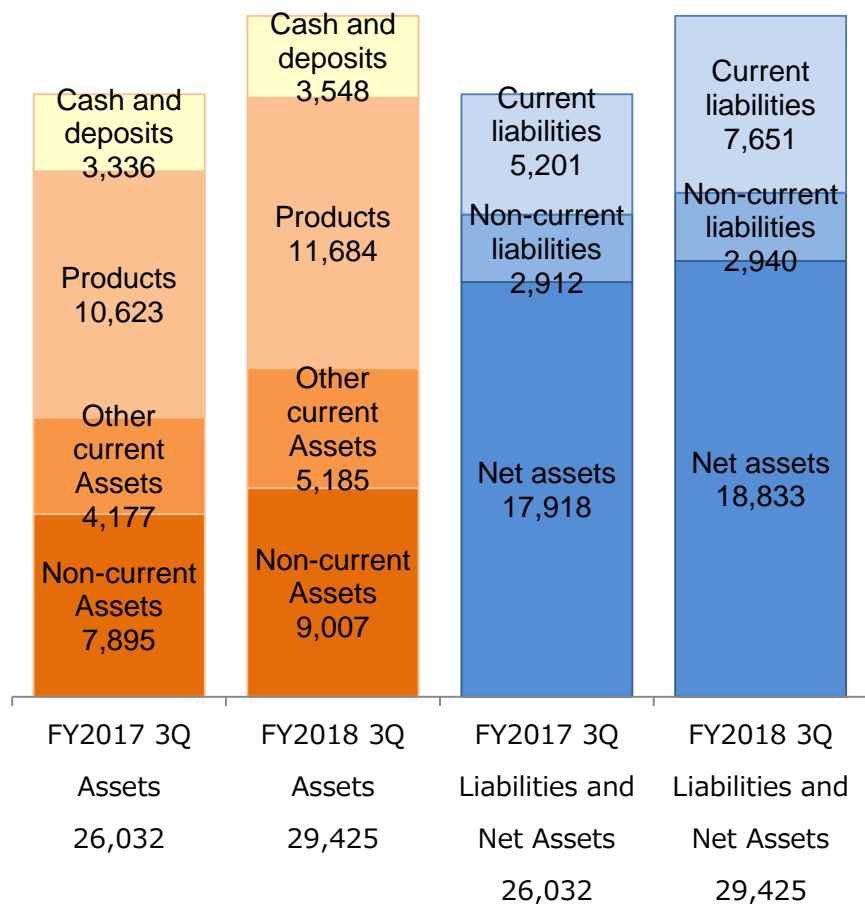 Cash and
deposits
3,336
Products
10,623
Other
current
Assets
4,177
Non-current
Assets
7,895
Cash and
deposits
3,548
Products
11,684
Other
current
Assets
5,185
Non-current
Assets
9,007
Current
liabilities
5,201
Non-current
liabilities
2,912
Net assets
17,918
Current
liabilities
7,651
Non-current
liabilities
2,940
Net assets
18,833
FY2017 3Q
Assets
26,032
FY2018 3Q
Assets
29,425
FY2017 3Q
Liabilities and
Net Assets
26,032
FY2018 3Q
Liabilities and
Net Assets
29,425